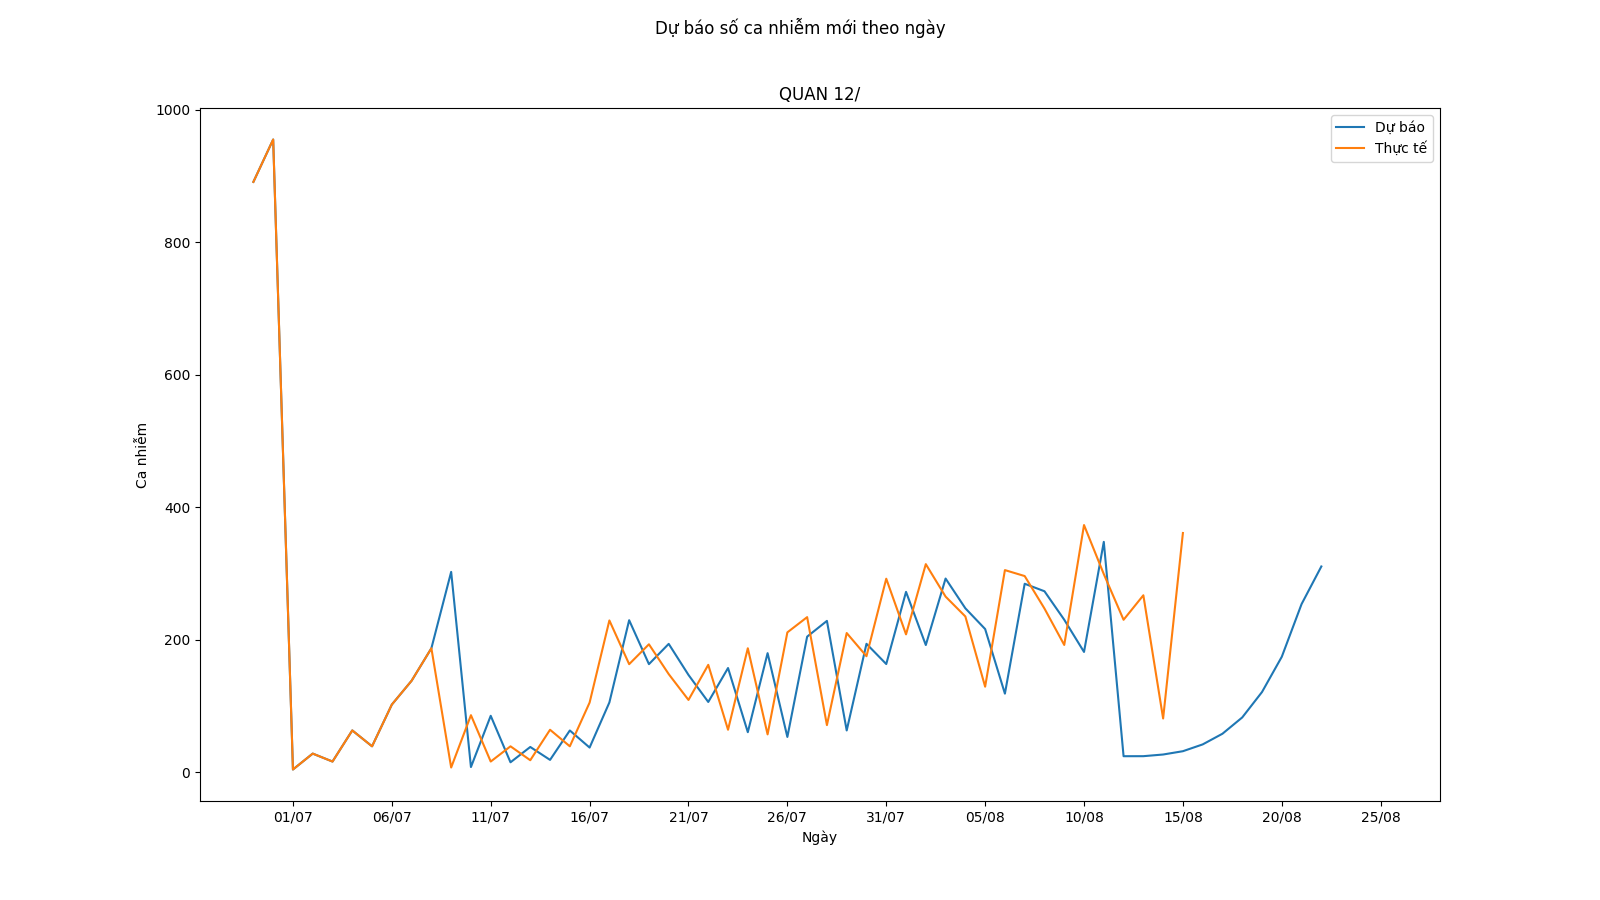 Dự báo số ca nhiễm mới theo ngày
QUAN 12/
Dự báo
Thực tế
1000
800
600
400
200
0
Ca nhiễm
01/07 06/07 11/07 16/07 21/07 26/07 31/07 05/08 10/08 15/08 20/08 25/08
Ngày